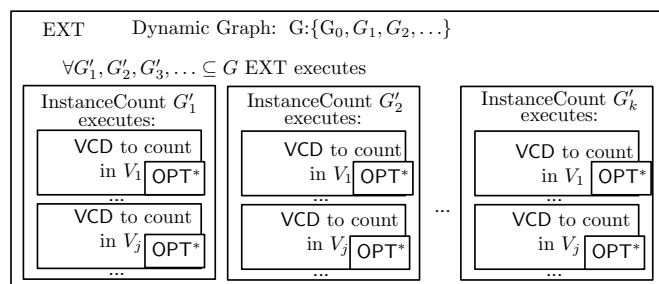 EXT Dynamic Graph: G:{G₀, G₁, G₂, …}
∀G′₁, G′₂, G′₃, … ⊆ G EXT executes
InstanceCount G′₁
executes:
VCD to count
in V₁ OPT*
...
VCD to count
in Vⱼ OPT*
...
InstanceCount G′₂
executes:
VCD to count
in V₁ OPT*
...
VCD to count
in Vⱼ OPT*
...
...
InstanceCount G′ₖ
executes:
VCD to count
in V₁ OPT*
...
VCD to count
in Vⱼ OPT*
...